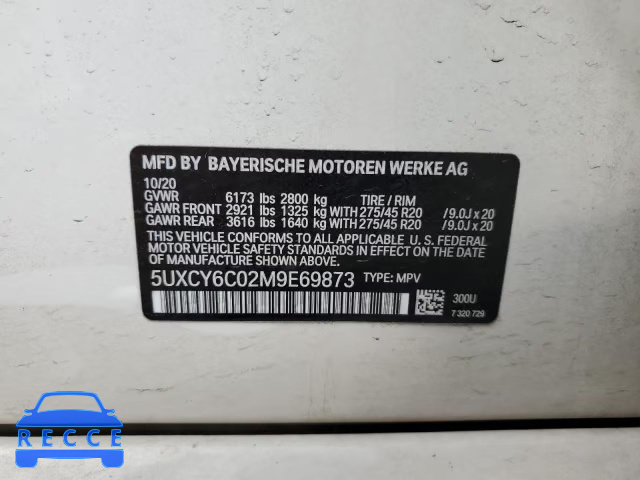 MFD BY BAYERISCHE MOTOREN WERKE AG
10/20
GVWR 6173 lbs 2800 kg TIRE / RIM
GAWR FRONT 2921 lbs 1325 kg WITH 275/45 R20 /9.0J x 20
GAWR REAR 3616 lbs 1640 kg WITH 275/45 R20 /9.0J x 20
THIS VEHICLE CONFORMS TO ALL APPLICABLE U. S. FEDERAL
MOTOR VEHICLE SAFETY STANDARDS IN EFFECT ON THE
DATE OF MANUFACTURE SHOWN ABOVE.
5UXCY6C02M9E69873 TYPE: MPV
300U
7 320 729
RECCE